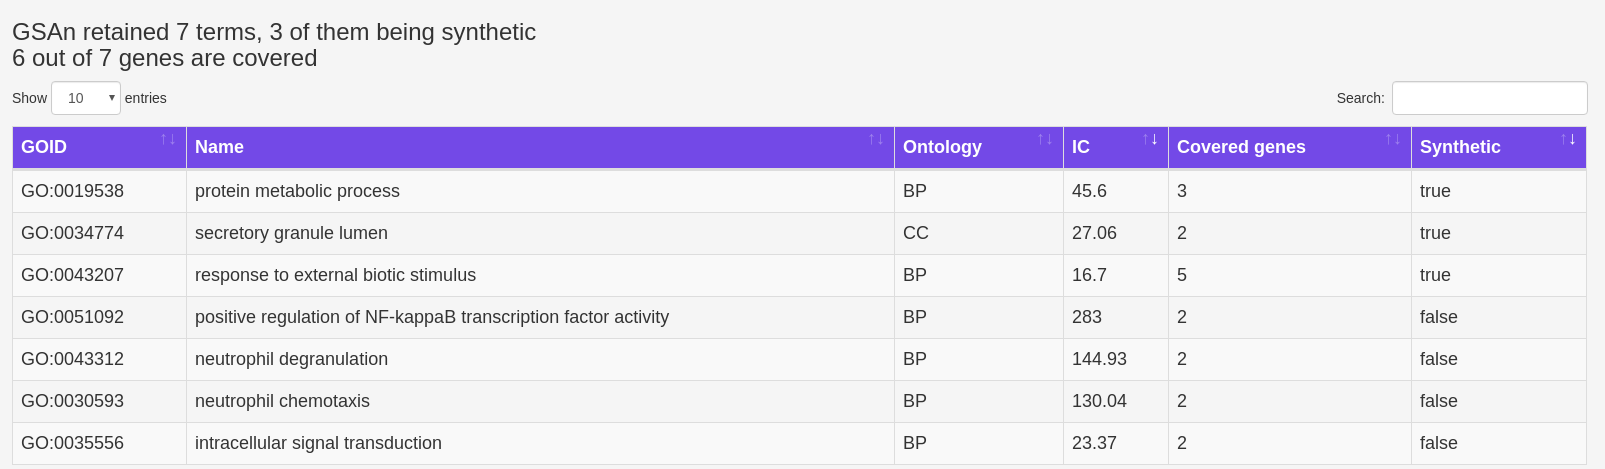 GSAn retained 7 terms, 3 of them being synthetic
6 out of 7 genes are covered
Show 10 entries Search:
GOID Name Ontology IC Covered genes Synthetic
GO:0019538 protein metabolic process BP 45.6 3 true
GO:0034774 secretory granule lumen CC 27.06 2 true
GO:0043207 response to external biotic stimulus BP 16.7 5 true
GO:0051092 positive regulation of NF-kappaB transcription factor activity BP 283 2 false
GO:0043312 neutrophil degranulation BP 144.93 2 false
GO:0030593 neutrophil chemotaxis BP 130.04 2 false
GO:0035556 intracellular signal transduction BP 23.37 2 false